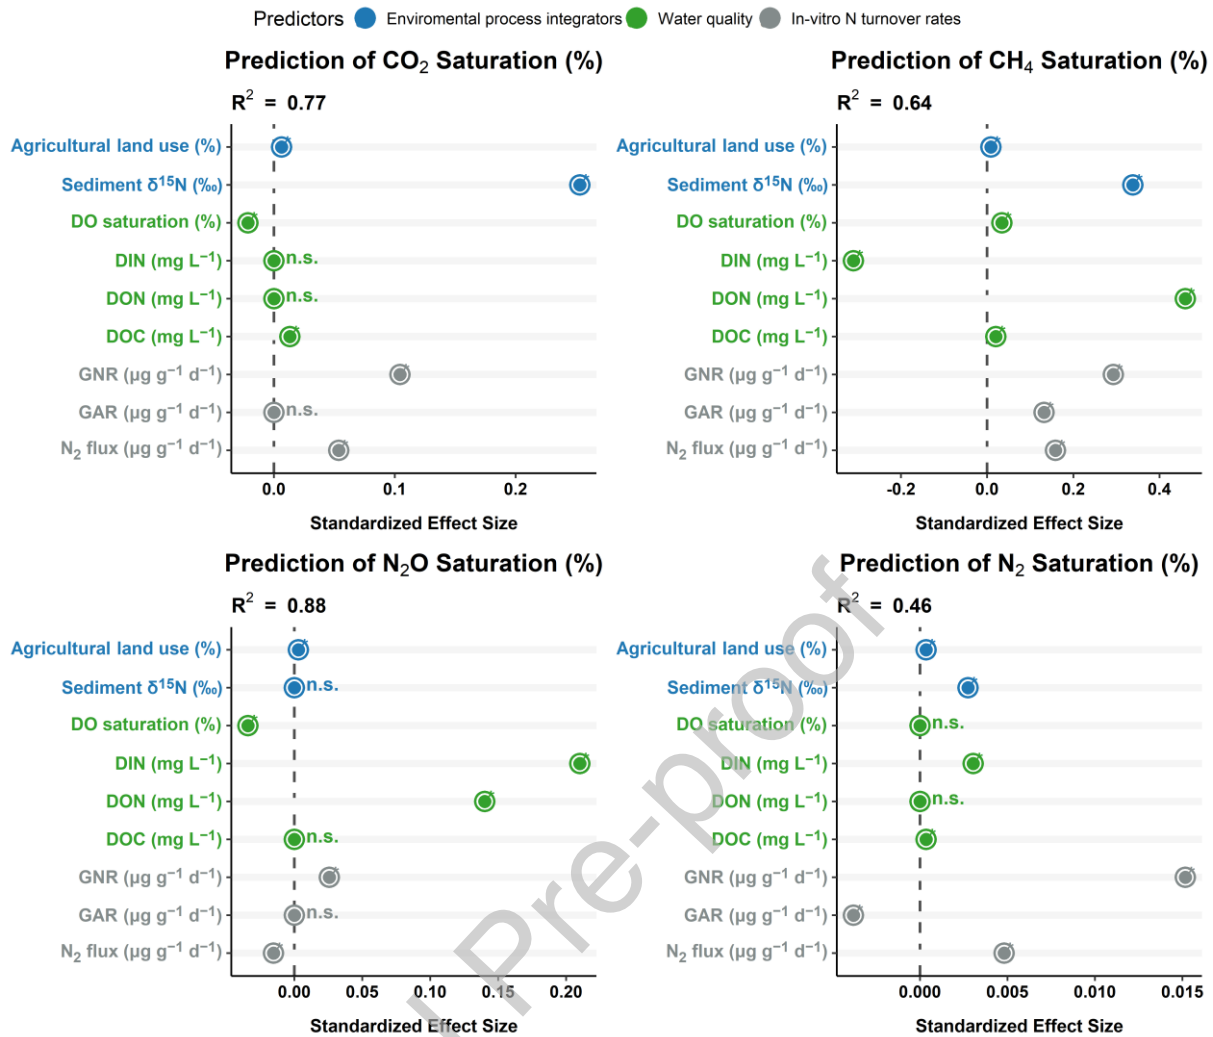 Predictors Enviromental process integrators Water quality In-vitro N turnover rates
Prediction of CO₂ Saturation (%)
R² = 0.77
Agricultural land use (%)
Sediment δ¹⁵N (‰)
DO saturation (%)
DIN (mg L⁻¹)
n.s.
DON (mg L⁻¹)
n.s.
DOC (mg L⁻¹)
GNR (µg g⁻¹ d⁻¹)
GAR (µg g⁻¹ d⁻¹)
n.s.
N₂ flux (µg g⁻¹ d⁻¹)
0.0 0.1 0.2
Standardized Effect Size
Prediction of CH₄ Saturation (%)
R² = 0.64
Agricultural land use (%)
Sediment δ¹⁵N (‰)
DO saturation (%)
DIN (mg L⁻¹)
DON (mg L⁻¹)
DOC (mg L⁻¹)
GNR (µg g⁻¹ d⁻¹)
GAR (µg g⁻¹ d⁻¹)
N₂ flux (µg g⁻¹ d⁻¹)
-0.2 0.0 0.2 0.4
Standardized Effect Size
Prediction of N₂O Saturation (%)
R² = 0.88
Agricultural land use (%)
Sediment δ¹⁵N (‰)
n.s.
DO saturation (%)
DIN (mg L⁻¹)
DON (mg L⁻¹)
DOC (mg L⁻¹)
n.s.
GNR (µg g⁻¹ d⁻¹)
GAR (µg g⁻¹ d⁻¹)
n.s.
N₂ flux (µg g⁻¹ d⁻¹)
0.00 0.05 0.10 0.15 0.20
Standardized Effect Size
Prediction of N₂ Saturation (%)
R² = 0.46
Agricultural land use (%)
Sediment δ¹⁵N (‰)
DO saturation (%)
n.s.
DIN (mg L⁻¹)
DON (mg L⁻¹)
n.s.
DOC (mg L⁻¹)
GNR (µg g⁻¹ d⁻¹)
GAR (µg g⁻¹ d⁻¹)
N₂ flux (µg g⁻¹ d⁻¹)
0.000 0.005 0.010 0.015
Standardized Effect Size
Pre-proof